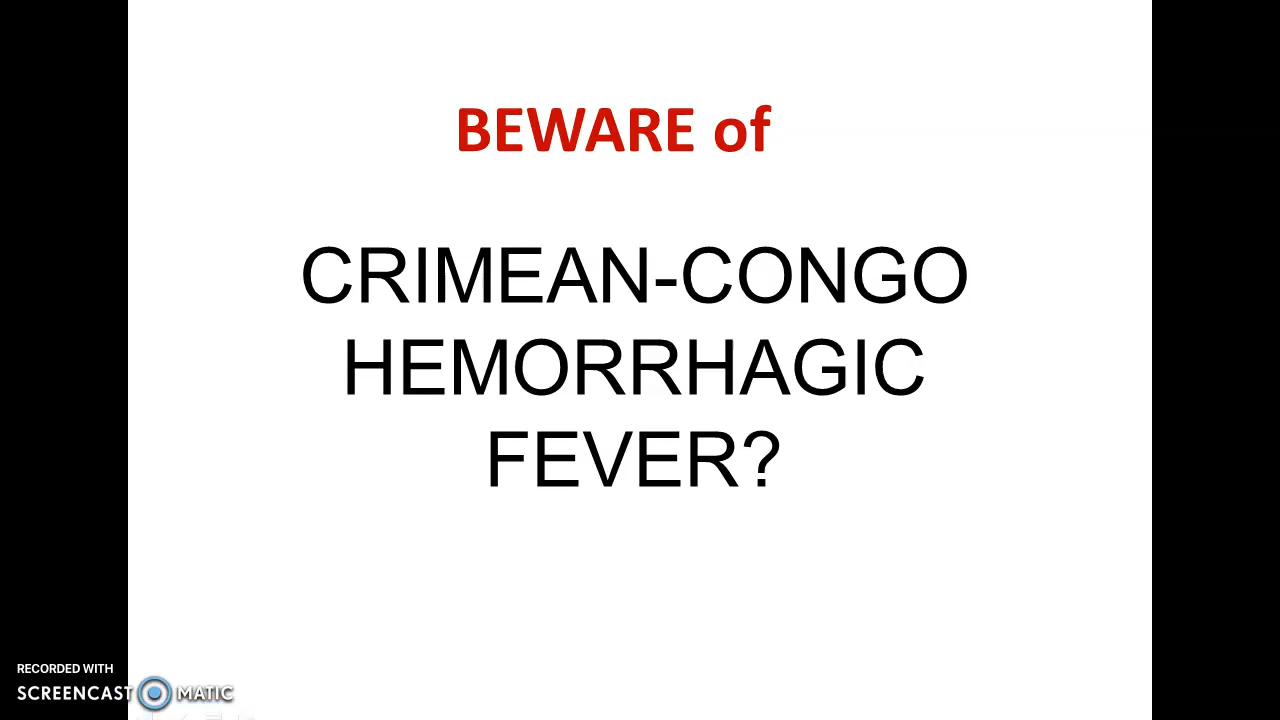 BEWARE of
CRIMEAN-CONGO
HEMORRHAGIC
FEVER?
RECORDED WITH
SCREENCAST MATIC